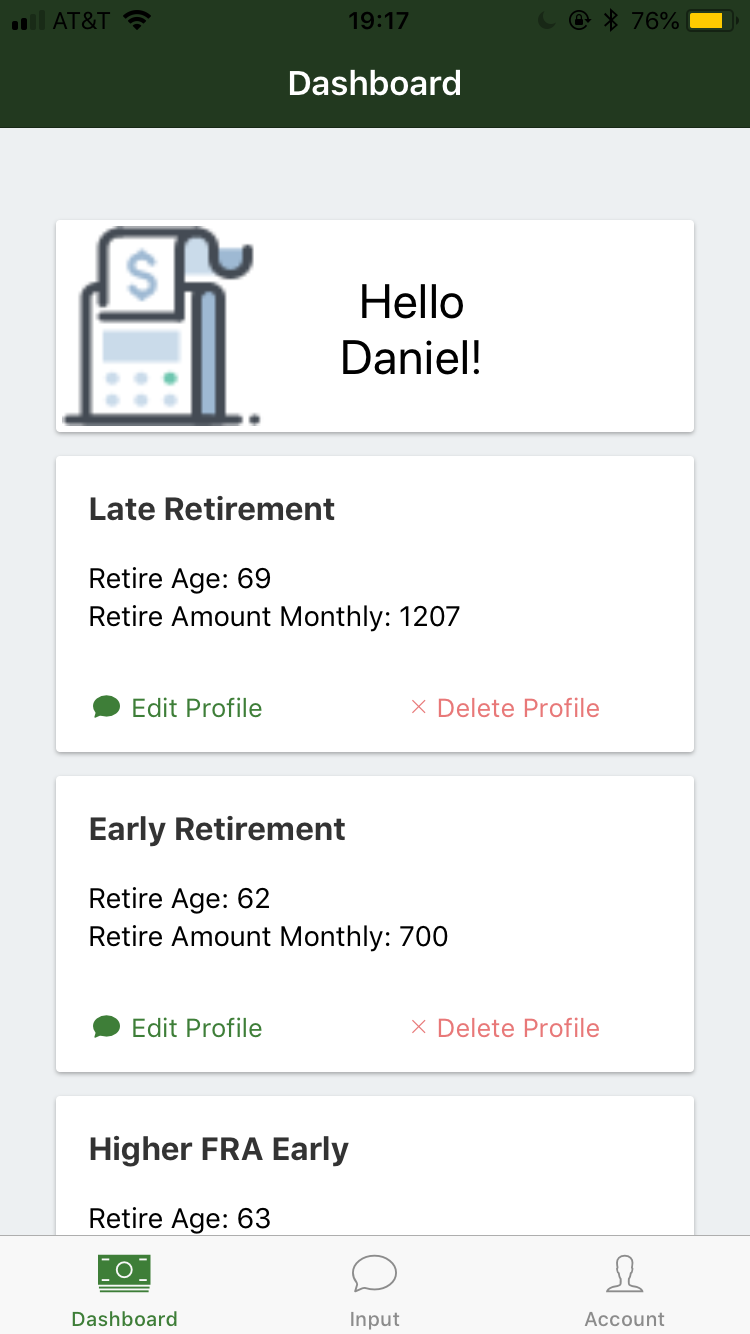 AT&T 19:17 76%
Dashboard
$
Hello
Daniel!
Late Retirement
Retire Age: 69
Retire Amount Monthly: 1207
Edit Profile × Delete Profile
Early Retirement
Retire Age: 62
Retire Amount Monthly: 700
Edit Profile × Delete Profile
Higher FRA Early
Retire Age: 63
Dashboard Input Account